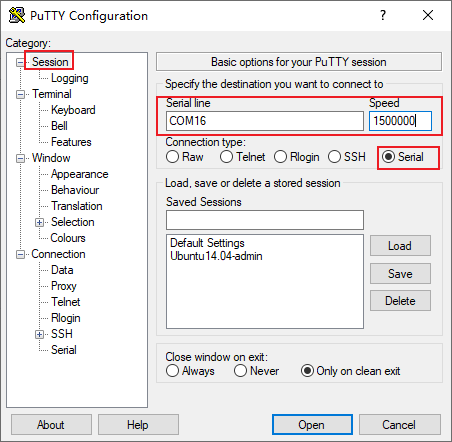 PuTTY Configuration
?
Category:
Session
Logging
Terminal
Keyboard
Bell
Features
Window
Appearance
Behaviour
Translation
Selection
Colours
Connection
Data
Proxy
Telnet
Rlogin
SSH
Serial
Basic options for your PuTTY session
Specify the destination you want to connect to
Serial line Speed
COM16 1500000
Connection type:
Raw Telnet Rlogin SSH Serial
Load, save or delete a stored session
Saved Sessions
Default Settings
Ubuntu14.04-admin
Load
Save
Delete
Close window on exit:
Always Never Only on clean exit
About Help Open Cancel